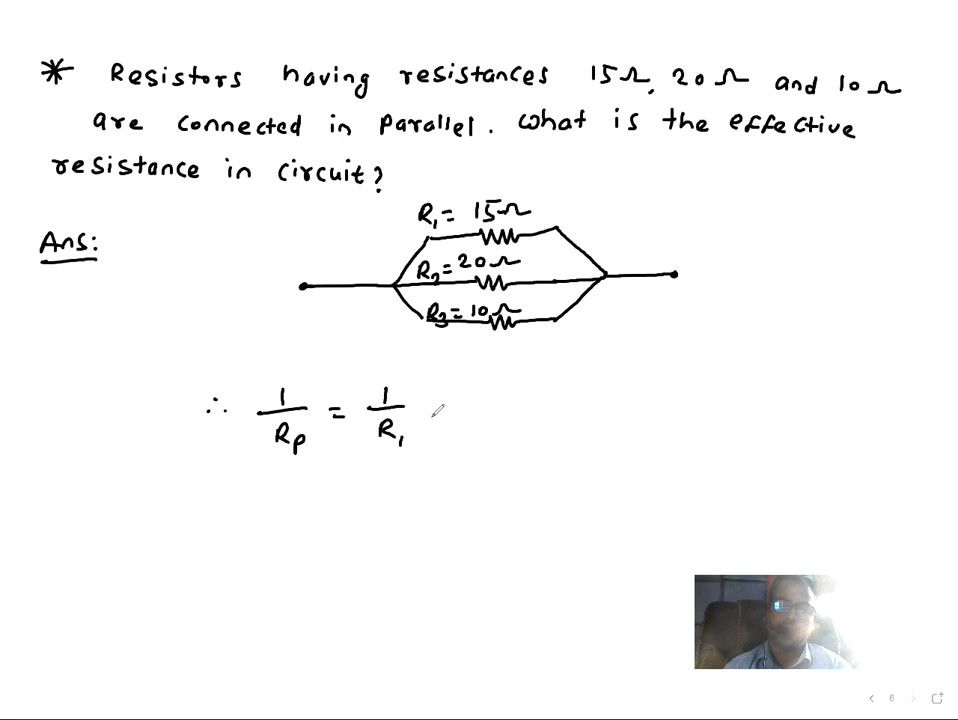 * Resistors having resistances 15Ω, 20Ω and 10Ω
are connected in parallel. What is the effective
resistance in circuit?
Ans:
R₁ = 15Ω
R₂ = 20Ω
R₃ = 10Ω
∴ 1/Rₚ = 1/R₁
< 6 >